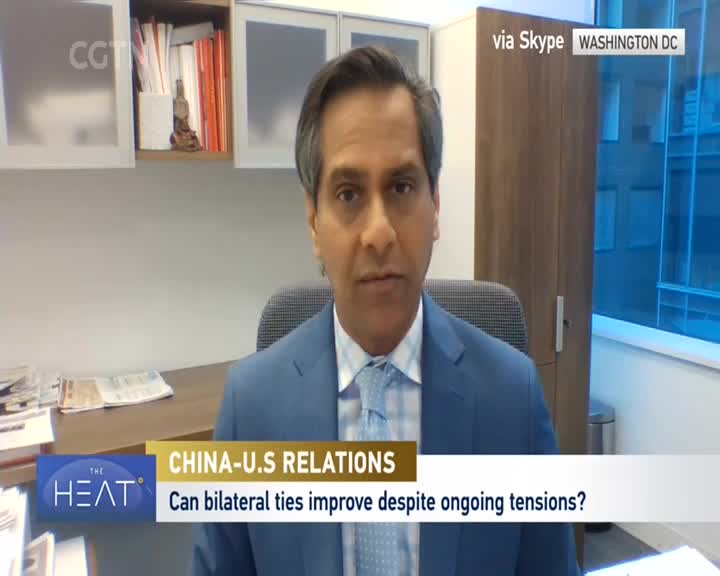 CGTN
via Skype
WASHINGTON DC
CHINA-U.S RELATIONS
THE
HEAT
Can bilateral ties improve despite ongoing tensions?